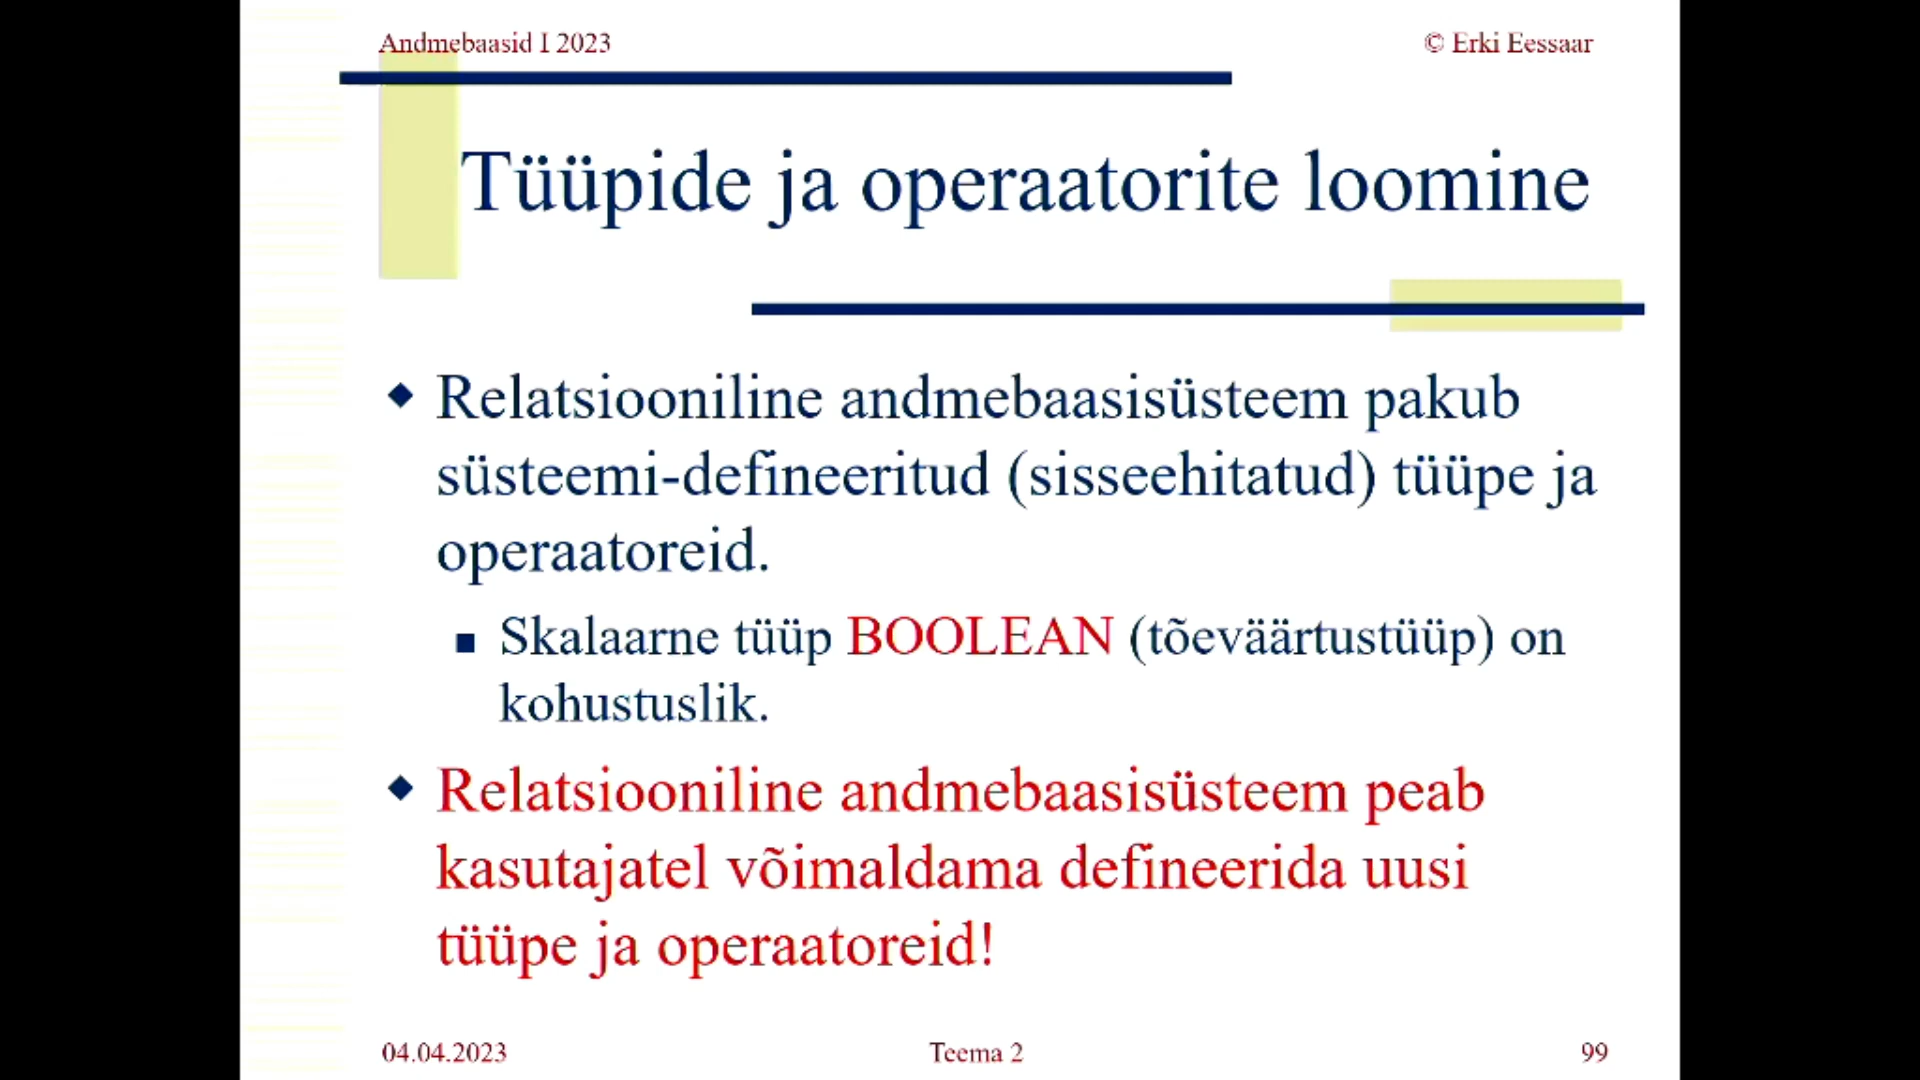 Andmebaasid I 2023
© Erki Eessaar
Tüüpide ja operaatorite loomine
Relatsiooniline andmebaasisüsteem pakub
süsteemi-defineeritud (sisseehitatud) tüüpe ja
operaatoreid.
Skalaarne tüüp BOOLEAN (tõeväärtustüüp) on
kohustuslik.
Relatsiooniline andmebaasisüsteem peab
kasutajatel võimaldama defineerida uusi
tüüpe ja operaatoreid!
04.04.2023
Teema 2
99